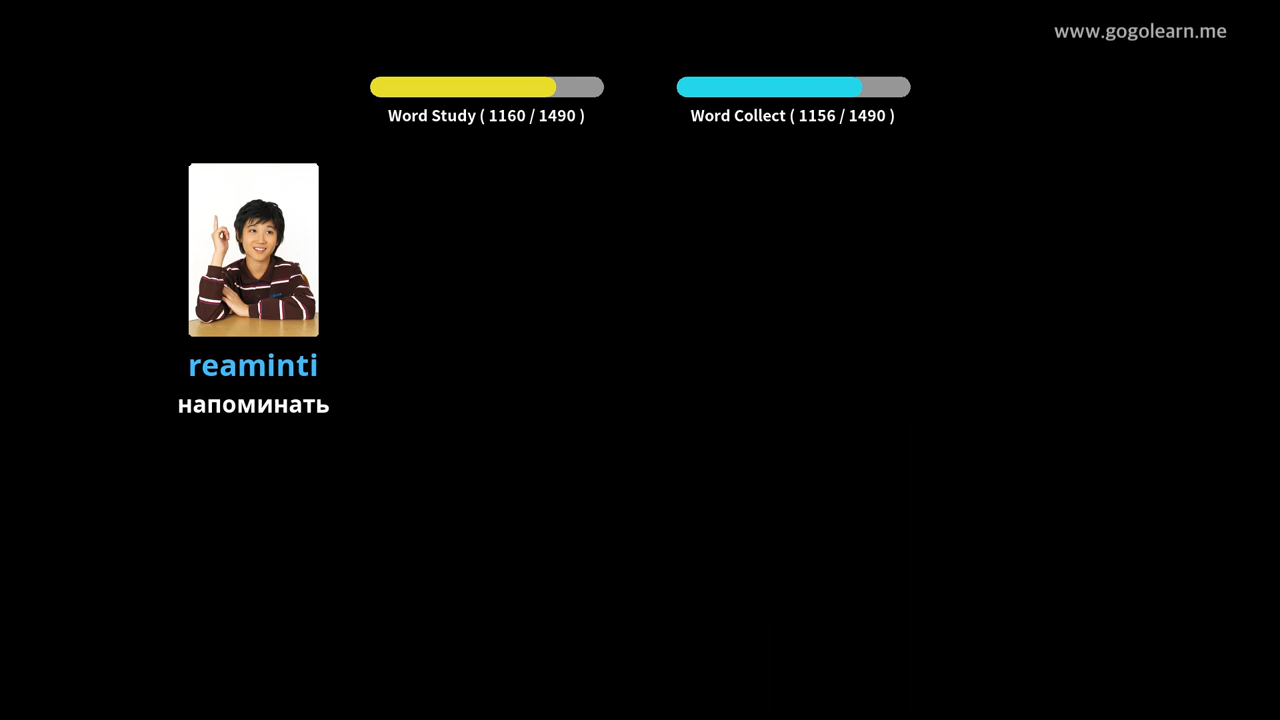 www.gogolearn.me
Word Study ( 1160 / 1490 )
Word Collect ( 1156 / 1490 )
reaminti
напоминать